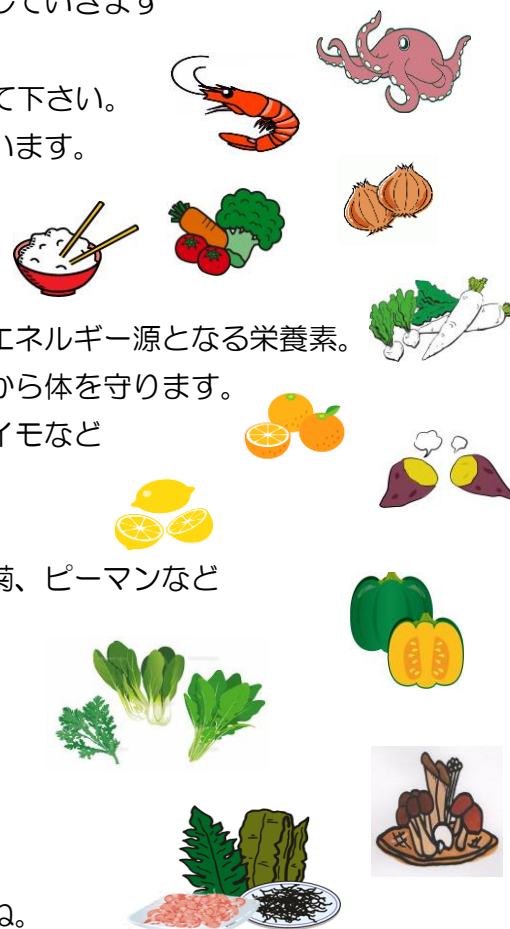 していきます
て下さい。
います。
エネルギー源となる栄養素。
から体を守ります。
イモなど
菊、ピーマンなど
ね。